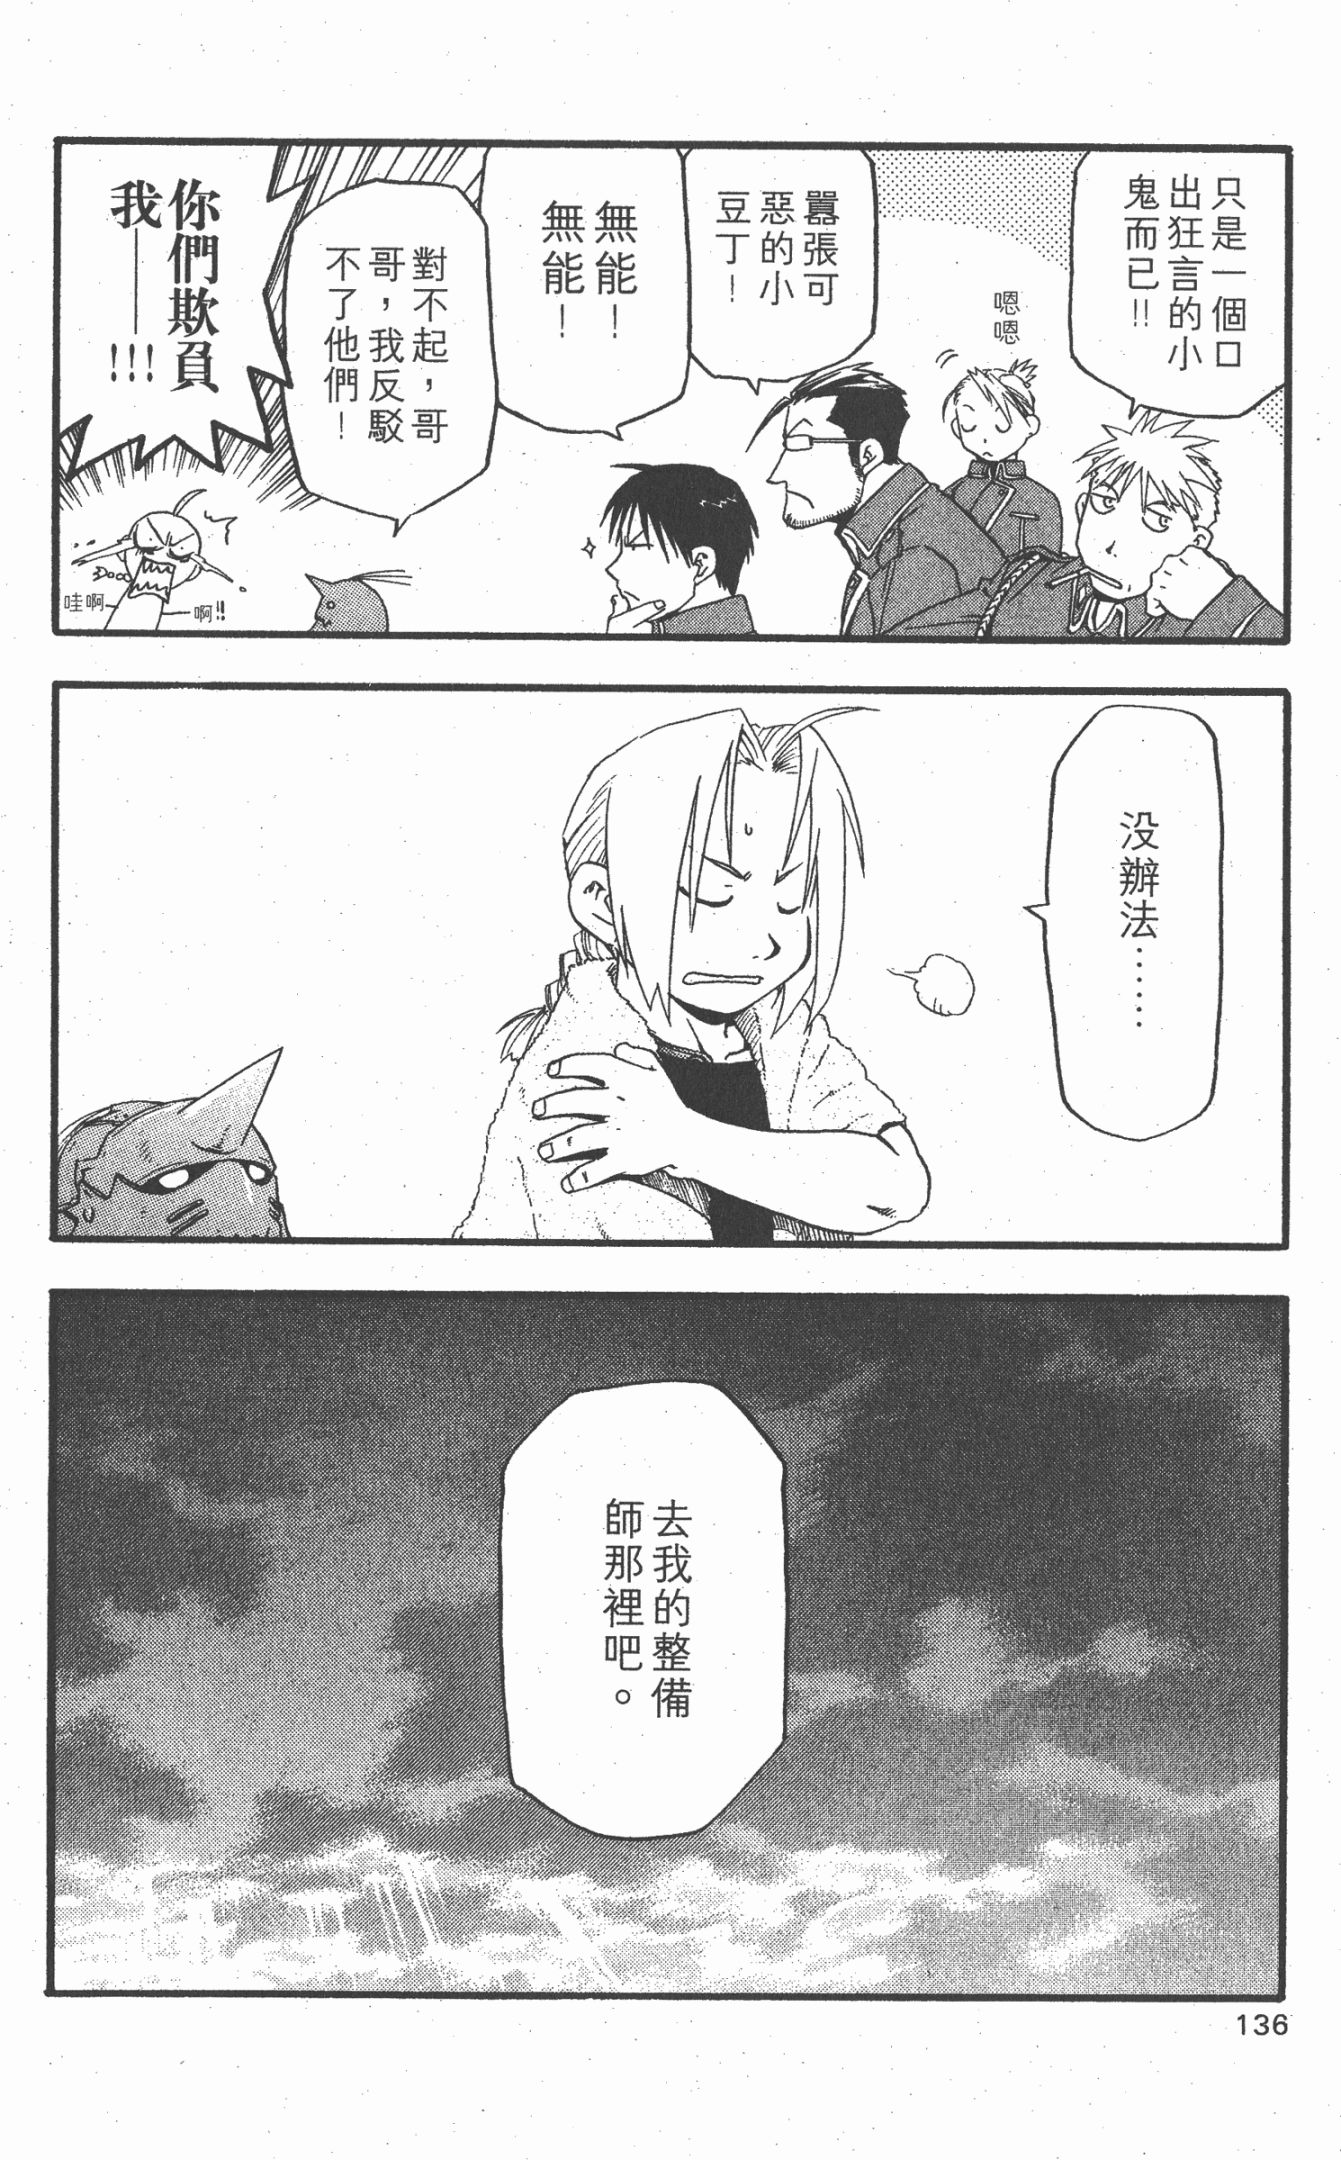 只是一個口
出狂言的小
鬼而已!!
嗯嗯
囂張可
惡的小
豆丁！
無能！
無能！
對不起，哥
哥，我反駁
不了他們！
你們欺負
我——!!!
哇啊
啊!!
没辦法……
去我的整備
師那裡吧。
136